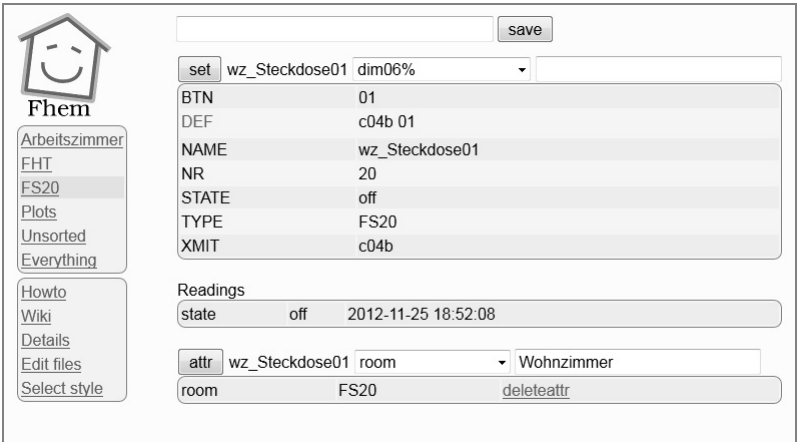 save
set wz_Steckdose01 dim06%
Fhem
BTN 01
DEF c04b 01
NAME wz_Steckdose01
NR 20
STATE off
TYPE FS20
XMIT c04b
Arbeitszimmer
FHT
FS20
Plots
Unsorted
Everything
Howto
Wiki
Details
Edit files
Select style
Readings
state off 2012-11-25 18:52:08
attr wz_Steckdose01 room Wohnzimmer
room FS20 deleteattr